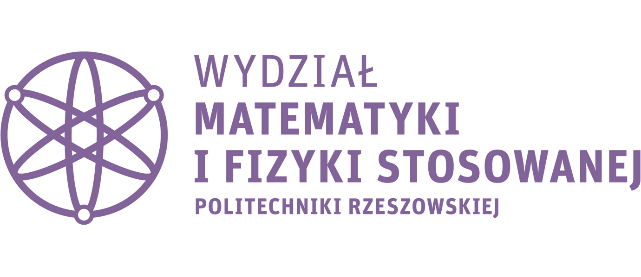 WYDZIAŁ
MATEMATYKI
I FIZYKI STOSOWANEJ
POLITECHNIKI RZESZOWSKIEJ